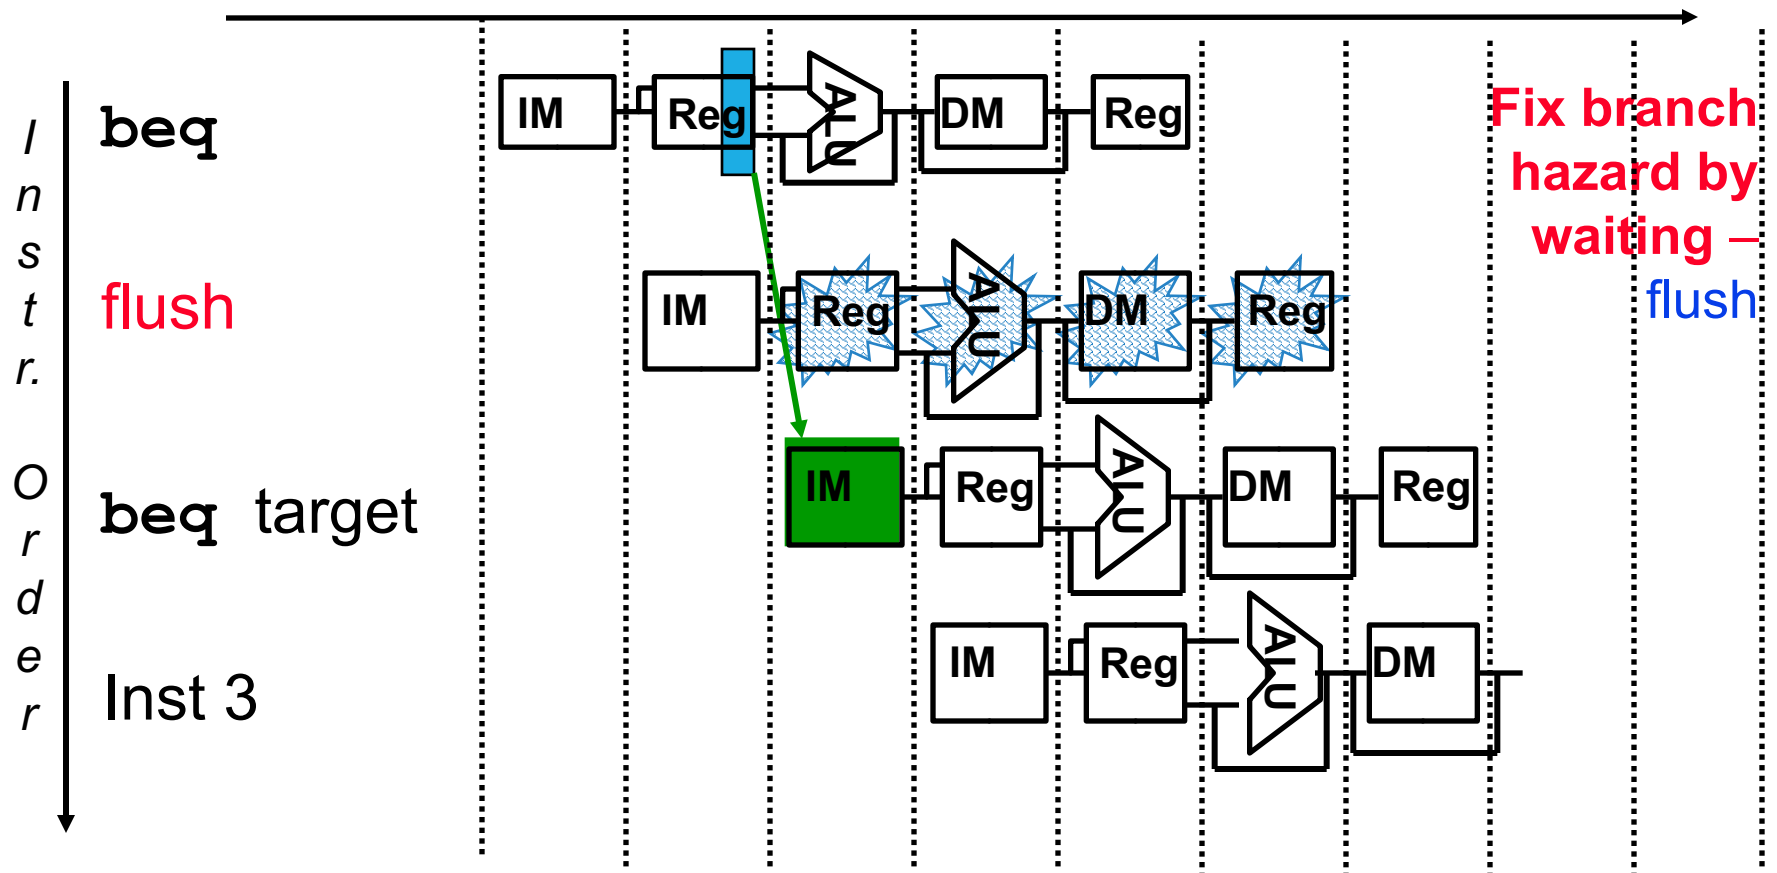 Instr. Order
beq
IM
Reg
ALU
DM
Reg
Fix branch
hazard by
waiting –
flush
flush
IM
Reg
ALU
DM
Reg
beq target
IM
Reg
ALU
DM
Reg
Inst 3
IM
Reg
ALU
DM